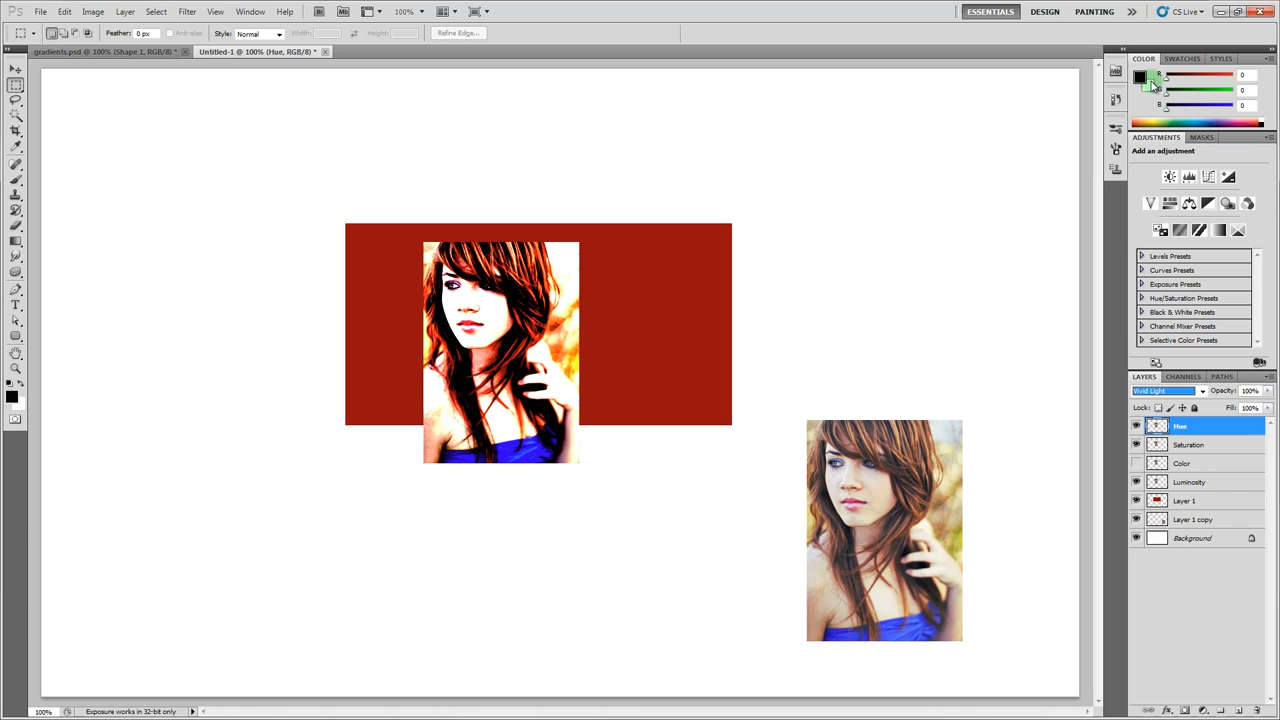 Ps File Edit Image Layer Select Filter View Window Help Br Mb 100% ESSENTIALS DESIGN PAINTING CS Live
Feather: 0 px Anti-alias Style: Normal Width: Height: Refine Edge...
gradients.psd @ 100% (Shape 1, RGB/8) * Untitled-1 @ 100% (Hue, RGB/8) *
COLOR SWATCHES STYLES
R 0
G 0
B 0
ADJUSTMENTS MASKS
Add an adjustment
Levels Presets
Curves Presets
Exposure Presets
Hue/Saturation Presets
Black & White Presets
Channel Mixer Presets
Selective Color Presets
LAYERS CHANNELS PATHS
Vivid Light Opacity: 100%
Lock: Fill: 100%
Hue
Saturation
Color
Luminosity
Layer 1
Layer 1 copy
Background
100% Exposure works in 32-bit only